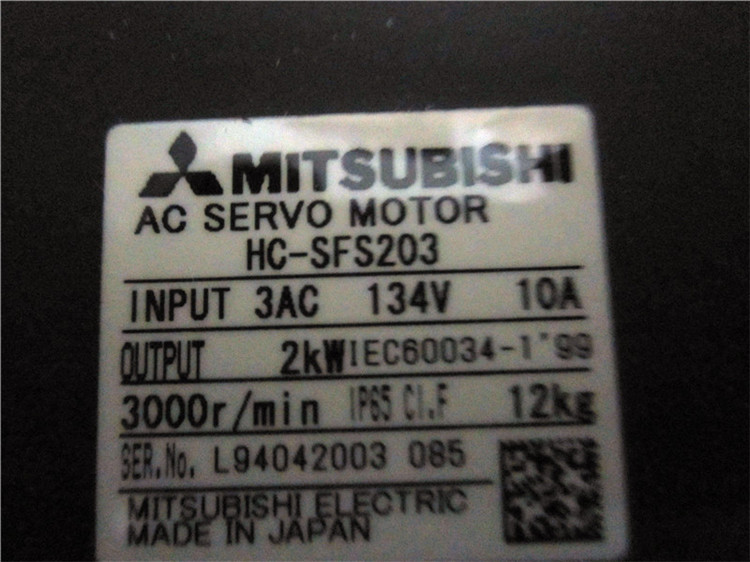 MITSUBISHI
AC SERVO MOTOR
HC-SFS203
INPUT 3AC 134V 10A
OUTPUT 2kW IEC60034-1'99
3000r/min IP65 Cl.F 12kg
SER.No. L94042003 085
MITSUBISHI ELECTRIC
MADE IN JAPAN